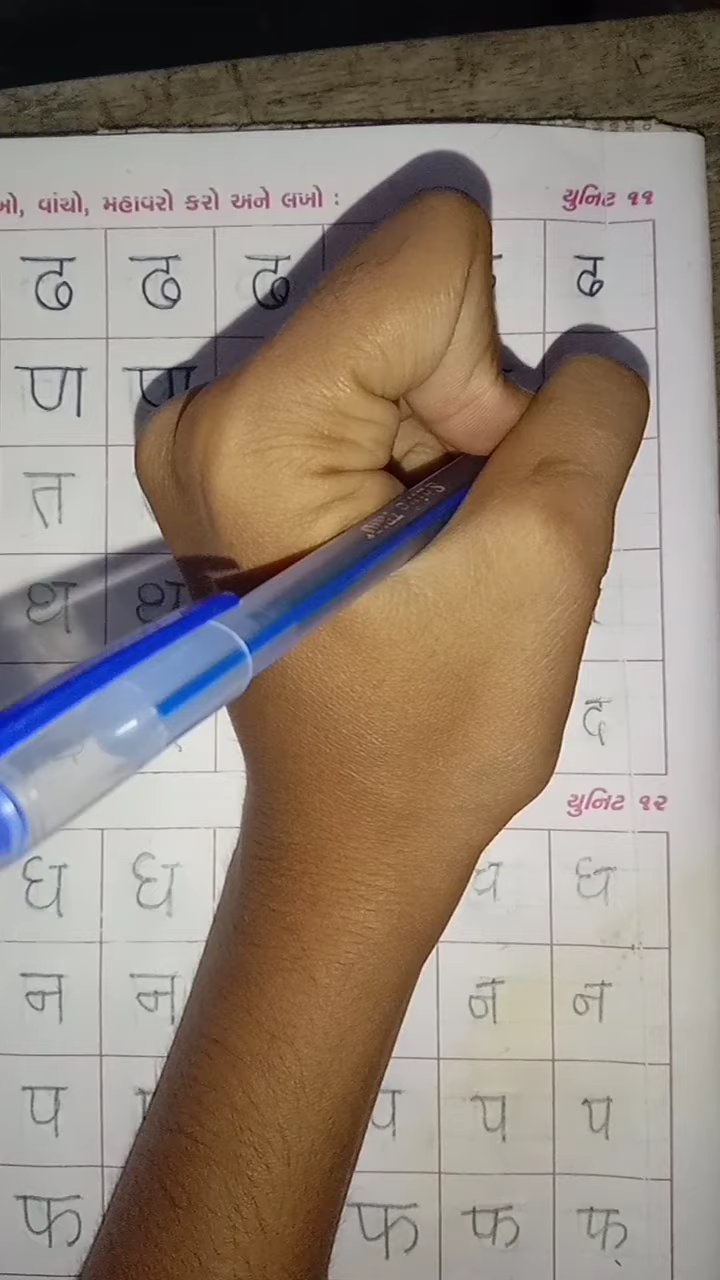 વાંચો, મહાવરો કરો અને લખો : યુનિટ ૧૧
ढ ढ ढ ढ
ण ण
त
थ थ
द
યુનિટ ૧૨
ध ध ध ध
न न न न
प प प प
फ फ फ फ